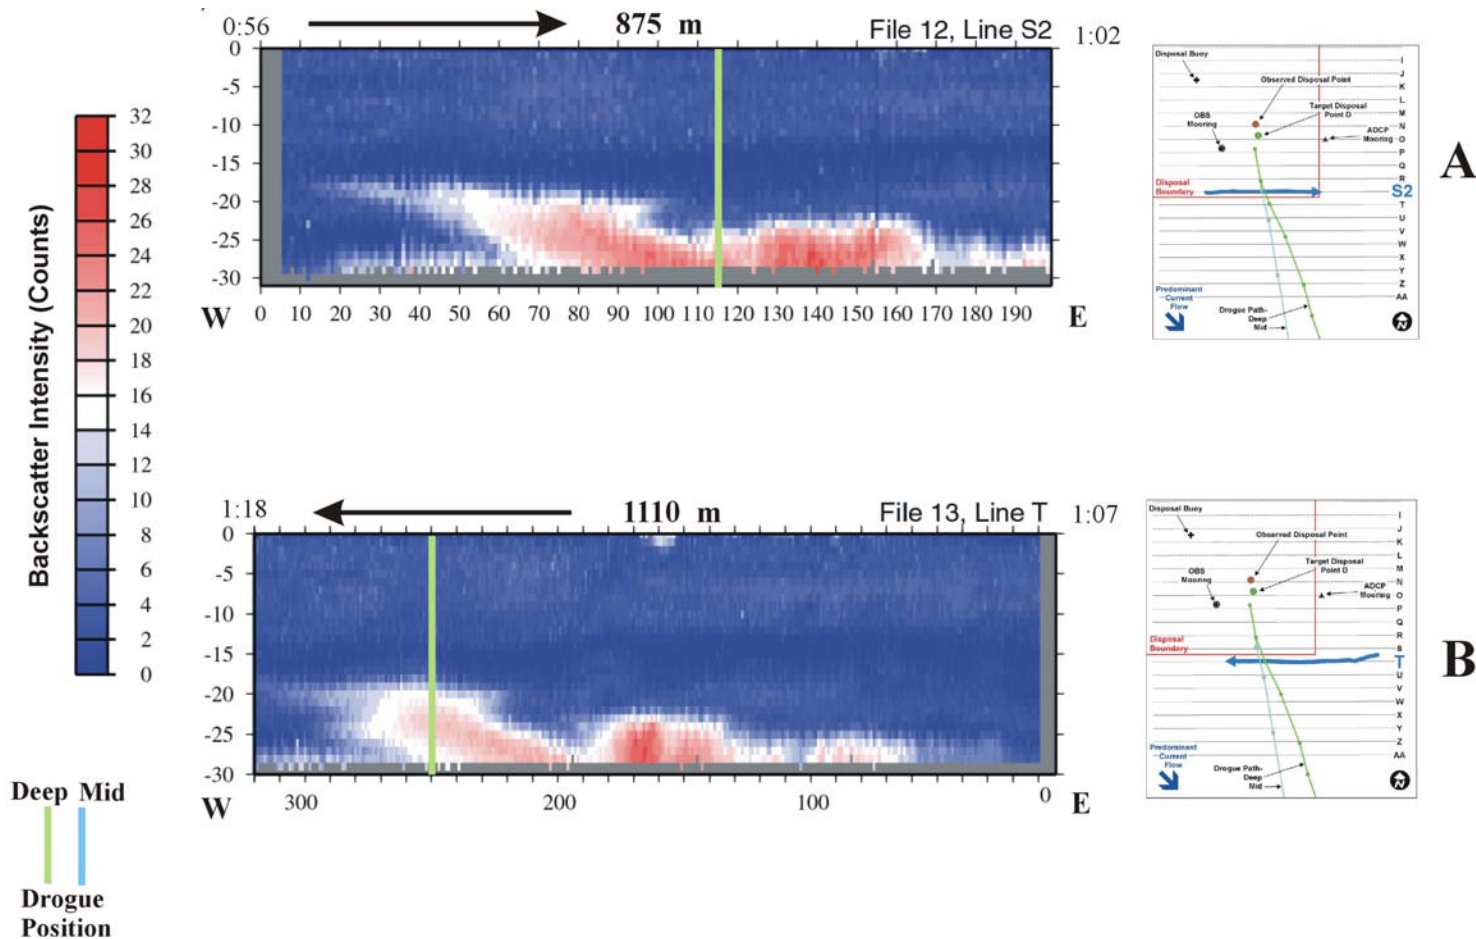 0:56
875 m
File 12, Line S2
1:02
0
-5
-10
-15
-20
-25
-30
W
0 10 20 30 40 50 60 70 80 90 100 110 120 130 140 150 160 170 180 190
E
Backscatter Intensity (Counts)
32
30
28
26
24
22
20
18
16
14
12
10
8
6
4
2
0
Disposal Buoy
Observed Disposal Point
Target Disposal
Point D
OBS
Mooring
ADCP
Mooring
Disposal
Boundary
Predominant
Current
Flow
Drogue Path-
Deep
Mid
I
J
K
L
M
N
O
P
Q
R
S2
T
U
V
W
X
Y
Z
AA
N
A
1:18
1110 m
File 13, Line T
1:07
0
-5
-10
-15
-20
-25
-30
W
300 200 100 0
E
Disposal Buoy
Observed Disposal Point
Target Disposal
Point D
OBS
Mooring
ADCP
Mooring
Disposal
Boundary
Predominant
Current
Flow
Drogue Path-
Deep
Mid
I
J
K
L
M
N
O
P
Q
R
S
T
U
V
W
X
Y
Z
AA
N
B
Deep Mid
Drogue
Position